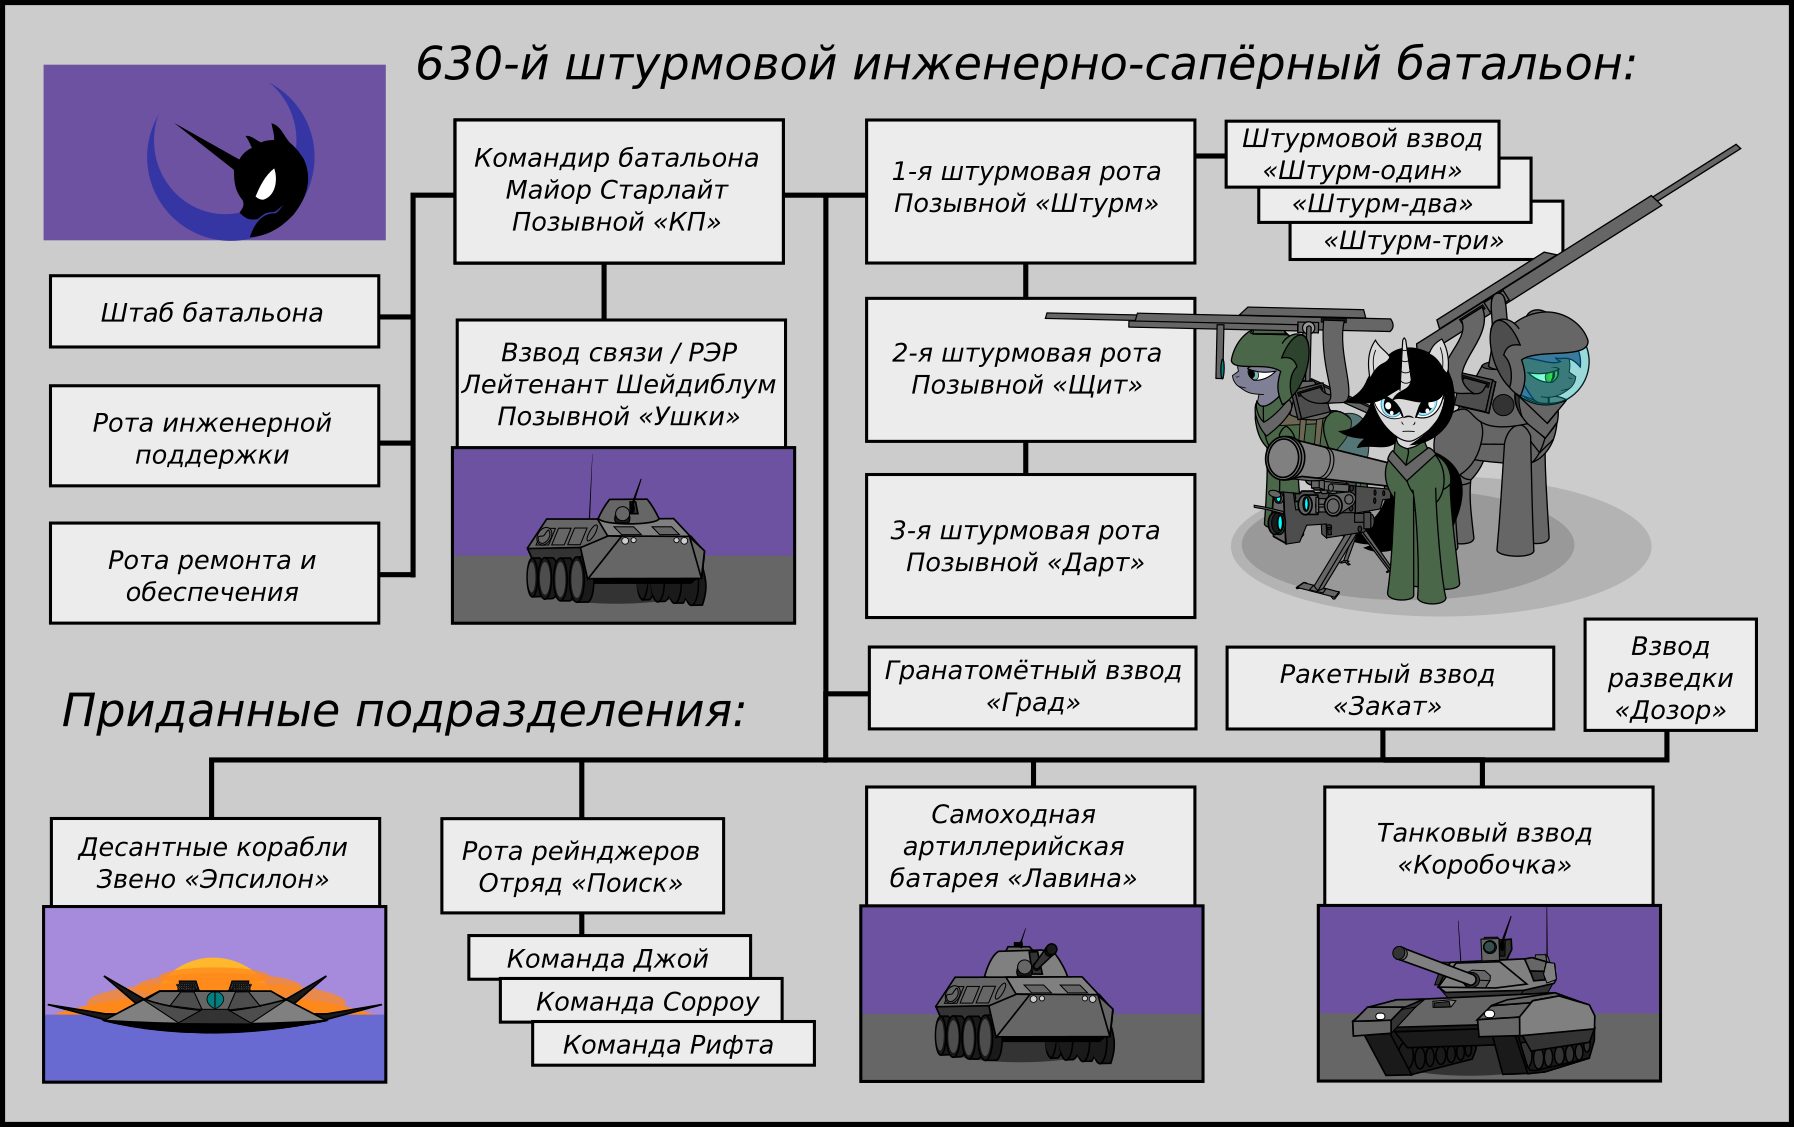 630-й штурмовой инженерно-сапёрный батальон:
Командир батальона
Майор Старлайт
Позывной «КП»
Штаб батальона
Рота инженерной
поддержки
Рота ремонта и
обеспечения
Взвод связи / РЭР
Лейтенант Шейдиблум
Позывной «Ушки»
1-я штурмовая рота
Позывной «Штурм»
Штурмовой взвод
«Штурм-один»
«Штурм-два»
«Штурм-три»
2-я штурмовая рота
Позывной «Щит»
3-я штурмовая рота
Позывной «Дарт»
Гранатомётный взвод
«Град»
Ракетный взвод
«Закат»
Взвод
разведки
«Дозор»
Приданные подразделения:
Десантные корабли
Звено «Эпсилон»
Рота рейнджеров
Отряд «Поиск»
Команда Джой
Команда Сорроу
Команда Рифта
Самоходная
артиллерийская
батарея «Лавина»
Танковый взвод
«Коробочка»